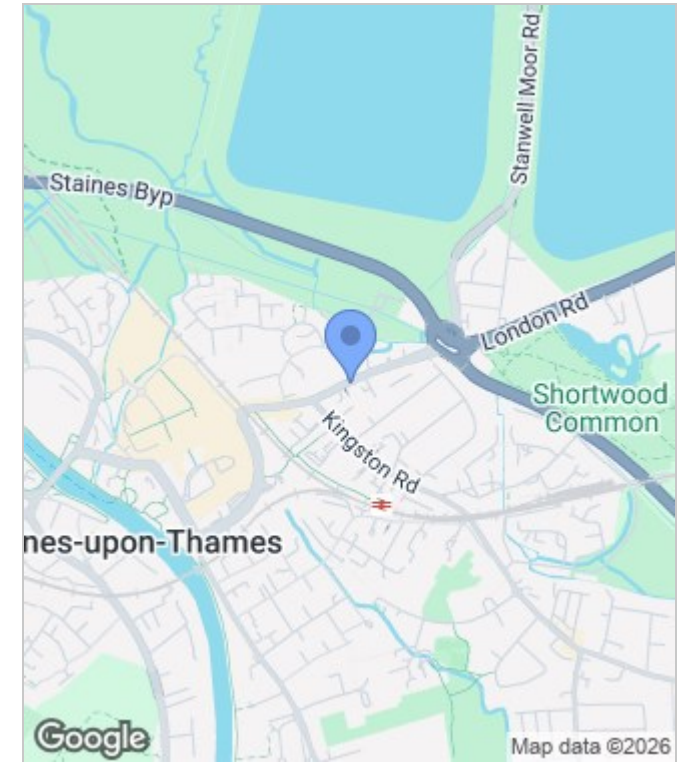 Stanwell Moor Rd
Staines Byp
London Rd
Shortwood
Common
Kingston Rd
nes-upon-Thames
Google
Map data ©2026